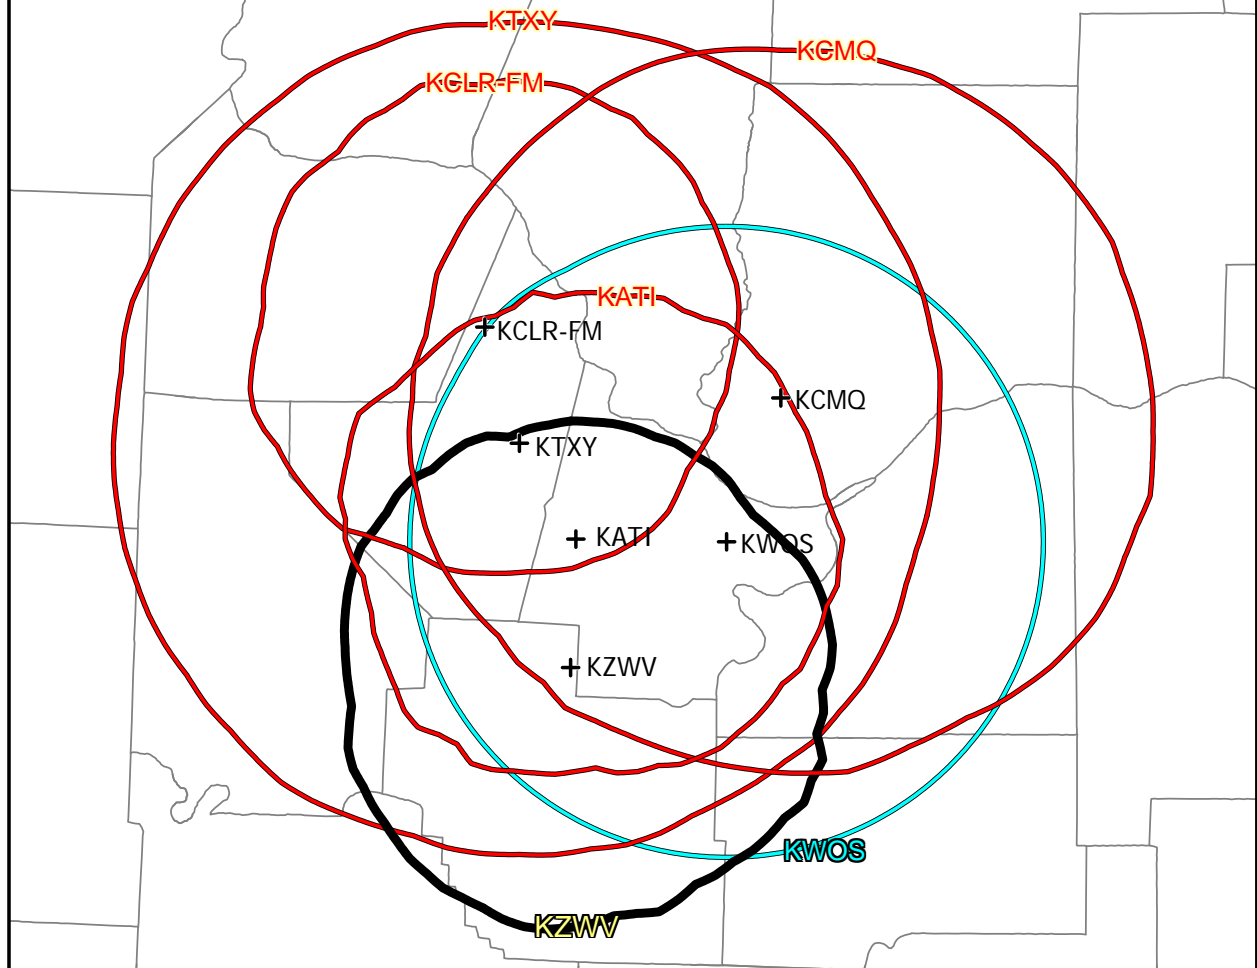 KTXY
KCMQ
KCLR-FM
KATI
KCLR-FM
KCMQ
KTXY
KATI
KWOS
KZWV
KWOS
KZWV